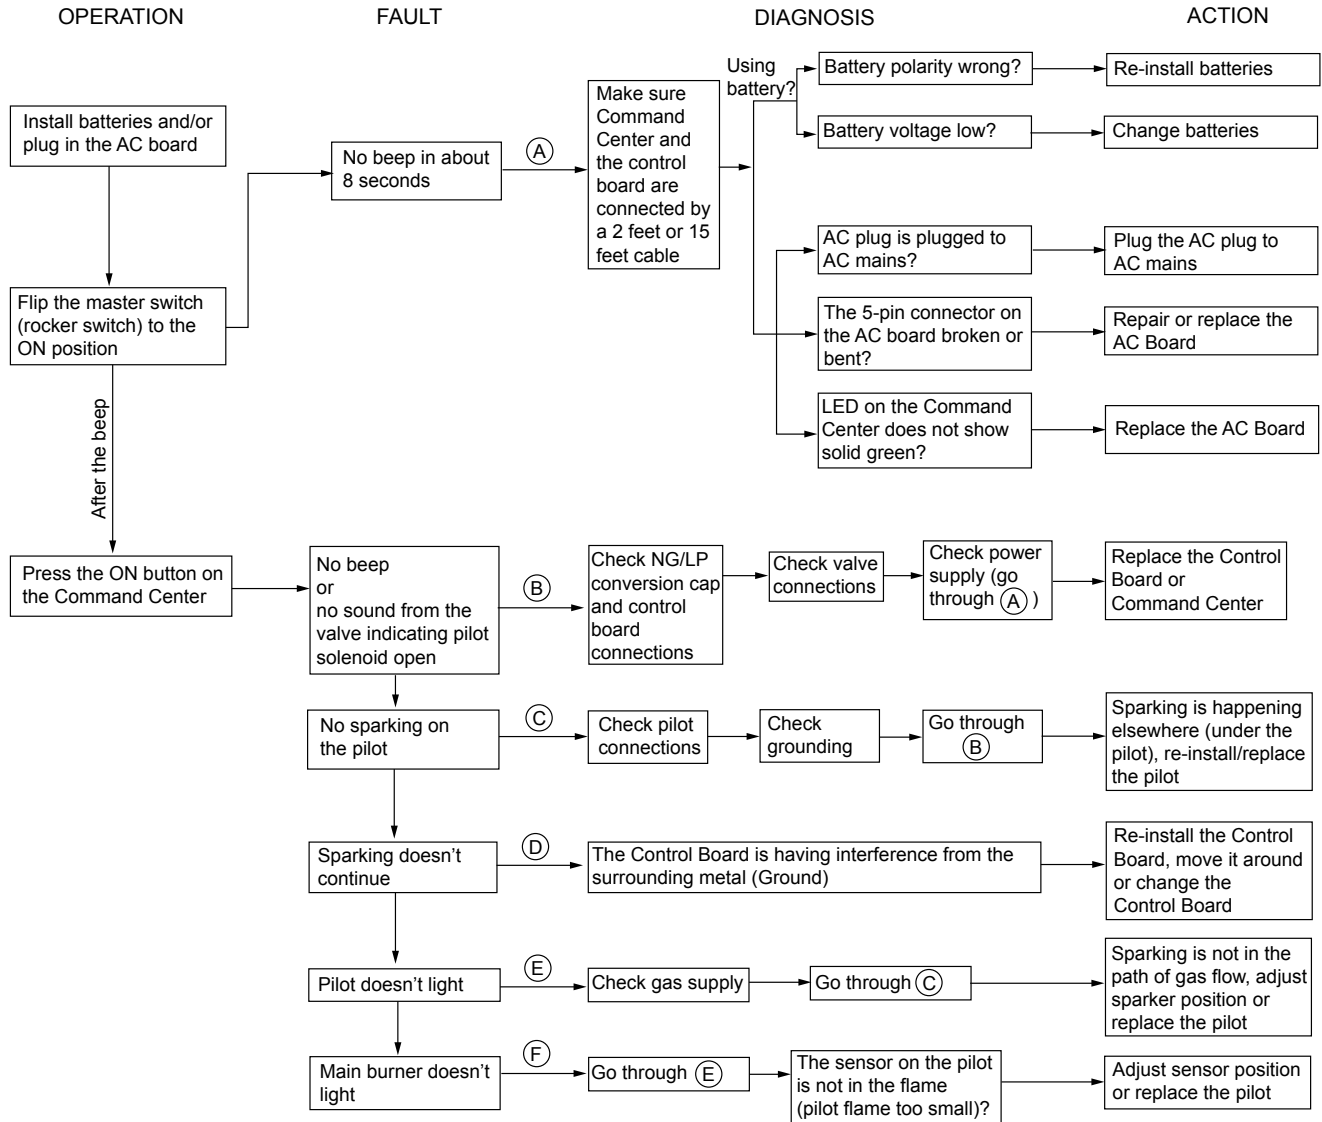 OPERATION
FAULT
DIAGNOSIS
ACTION
Install batteries and/or
plug in the AC board
Flip the master switch
(rocker switch) to the
ON position
After the beep
No beep in about
8 seconds
A
Make sure
Command
Center and
the control
board are
connected by
a 2 feet or 15
feet cable
Using
battery?
Battery polarity wrong?
Re-install batteries
Battery voltage low?
Change batteries
AC plug is plugged to
AC mains?
Plug the AC plug to
AC mains
The 5-pin connector on
the AC board broken or
bent?
Repair or replace the
AC Board
LED on the Command
Center does not show
solid green?
Replace the AC Board
Press the ON button on
the Command Center
No beep
or
no sound from the
valve indicating pilot
solenoid open
B
Check NG/LP
conversion cap
and control
board
connections
Check valve
connections
Check power
supply (go
through A )
Replace the Control
Board or
Command Center
No sparking on
the pilot
C
Check pilot
connections
Check
grounding
Go through
B
Sparking is happening
elsewhere (under the
pilot), re-install/replace
the pilot
Sparking doesn't
continue
D
The Control Board is having interference from the
surrounding metal (Ground)
Re-install the Control
Board, move it around
or change the
Control Board
Pilot doesn't light
E
Check gas supply
Go through C
Sparking is not in the
path of gas flow, adjust
sparker position or
replace the pilot
Main burner doesn't
light
F
Go through E
The sensor on the pilot
is not in the flame
(pilot flame too small)?
Adjust sensor position
or replace the pilot